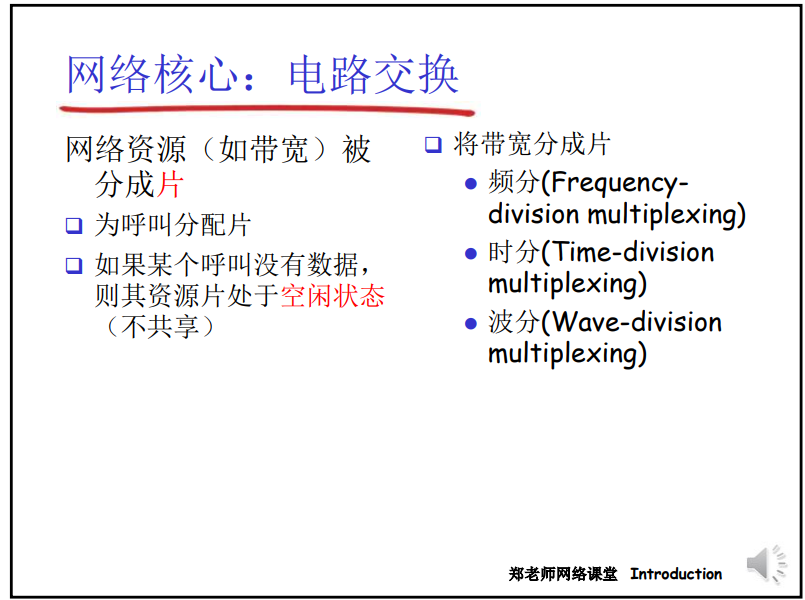 网络核心：电路交换
网络资源（如带宽）被
分成片
为呼叫分配片
如果某个呼叫没有数据，
则其资源片处于空闲状态
（不共享）
将带宽分成片
频分(Frequency-
division multiplexing)
时分(Time-division
multiplexing)
波分(Wave-division
multiplexing)
郑老师网络课堂 Introduction